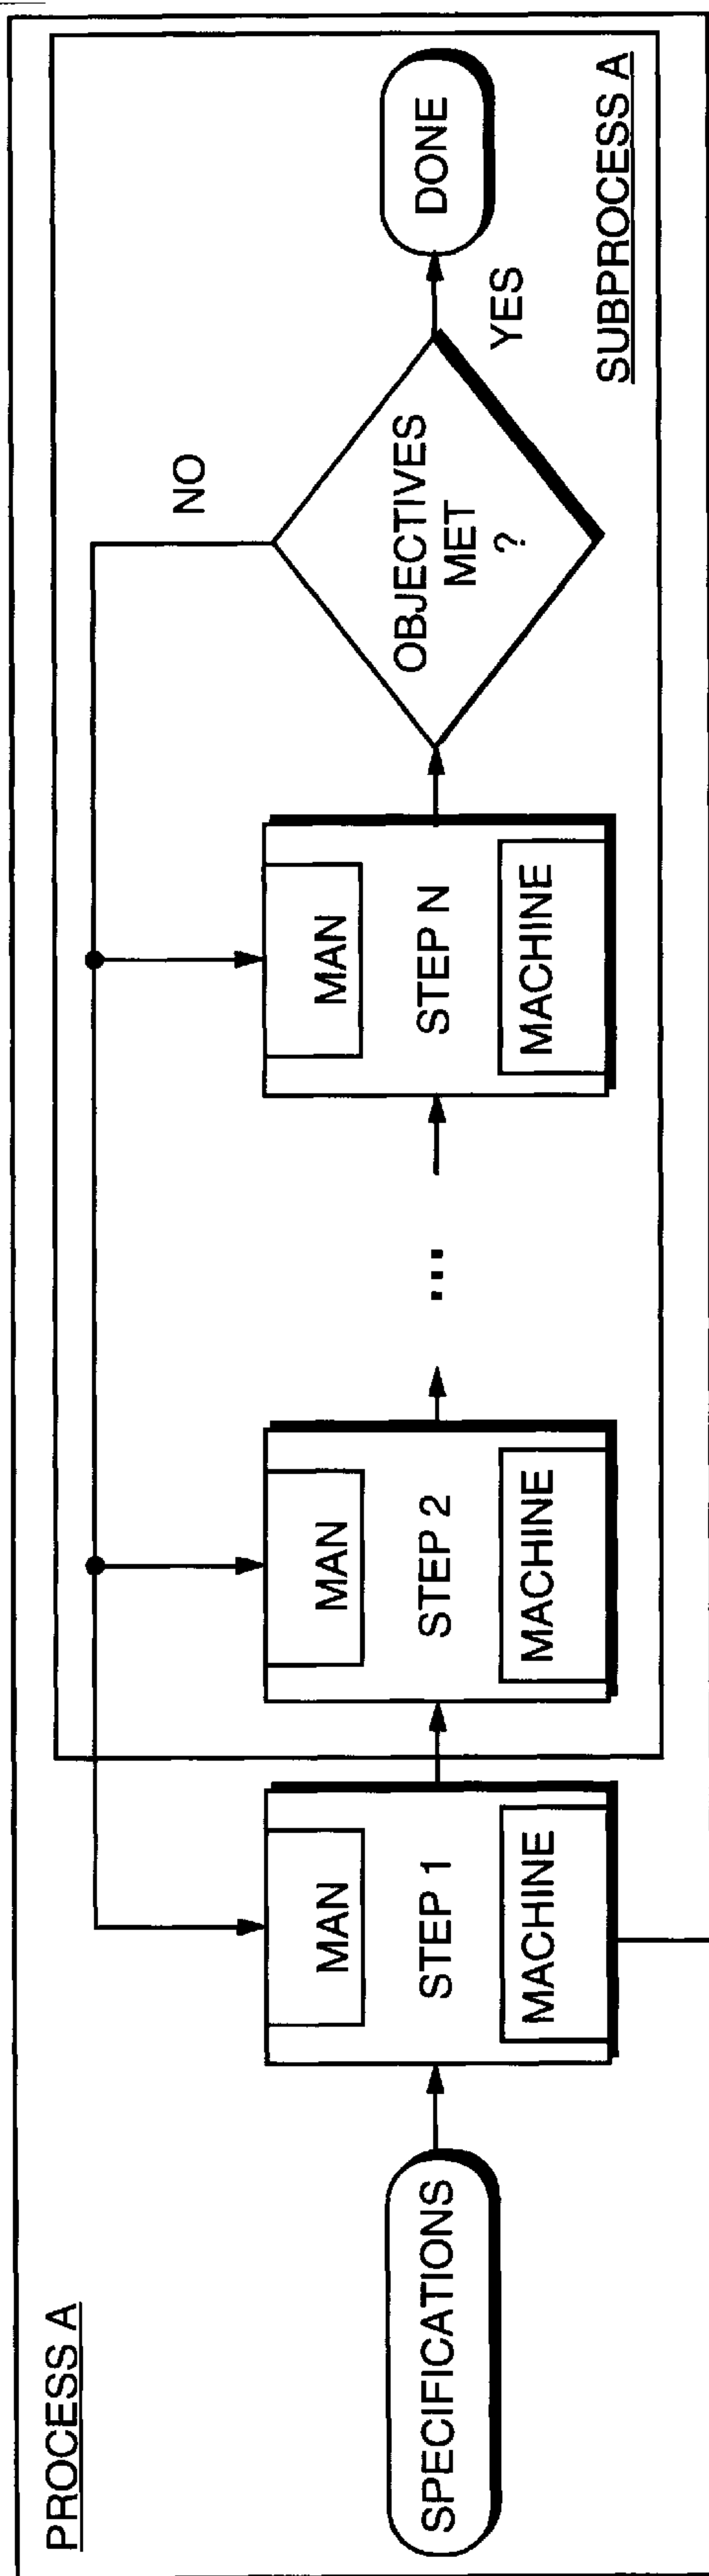 PROCESS A
SPECIFICATIONS
MAN
STEP 1
MACHINE
MAN
STEP 2
MACHINE
...
MAN
STEP N
MACHINE
OBJECTIVES
MET
?
NO
YES
DONE
SUBPROCESS A